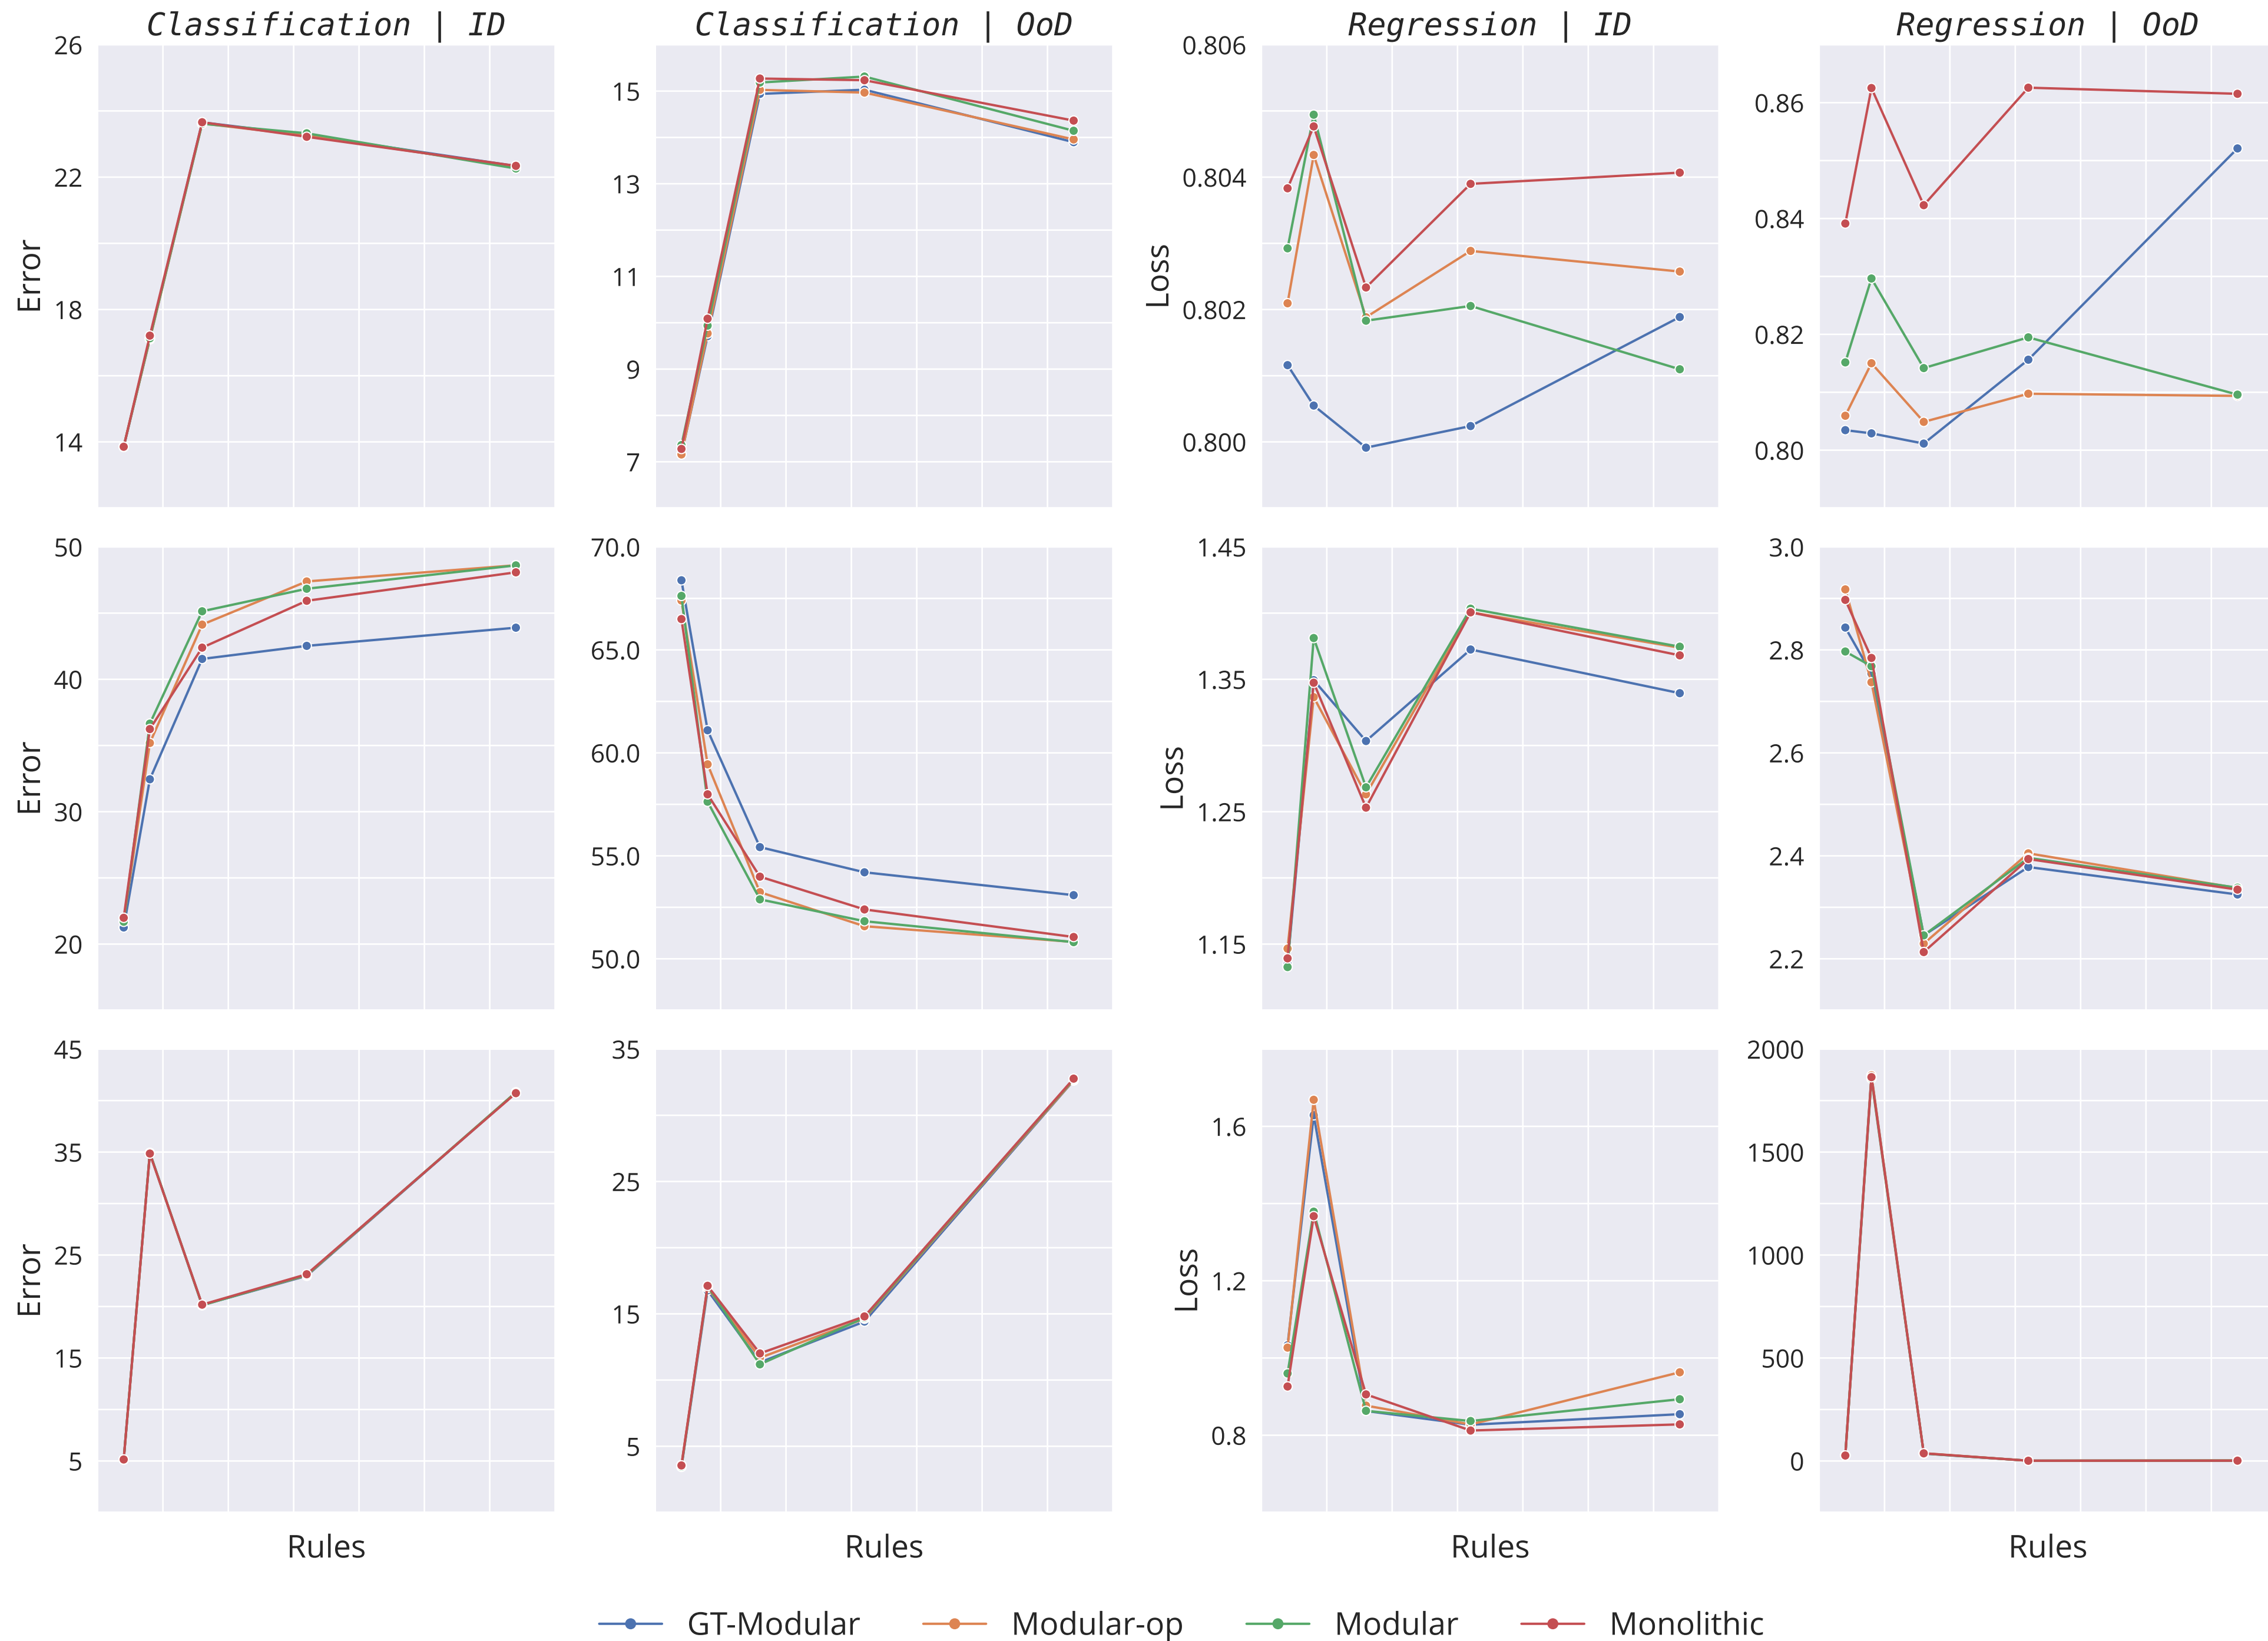 Classification | ID
Classification | OoD
Regression | ID
Regression | OoD
26
22
18
14
Error
15
13
11
9
7
0.806
0.804
0.802
0.800
Loss
0.86
0.84
0.82
0.80
50
40
30
20
Error
70.0
65.0
60.0
55.0
50.0
1.45
1.35
1.25
1.15
Loss
3.0
2.8
2.6
2.4
2.2
45
35
25
15
5
Error
Rules
35
25
15
5
Rules
1.6
1.2
0.8
Loss
Rules
2000
1500
1000
500
0
Rules
GT-Modular
Modular-op
Modular
Monolithic